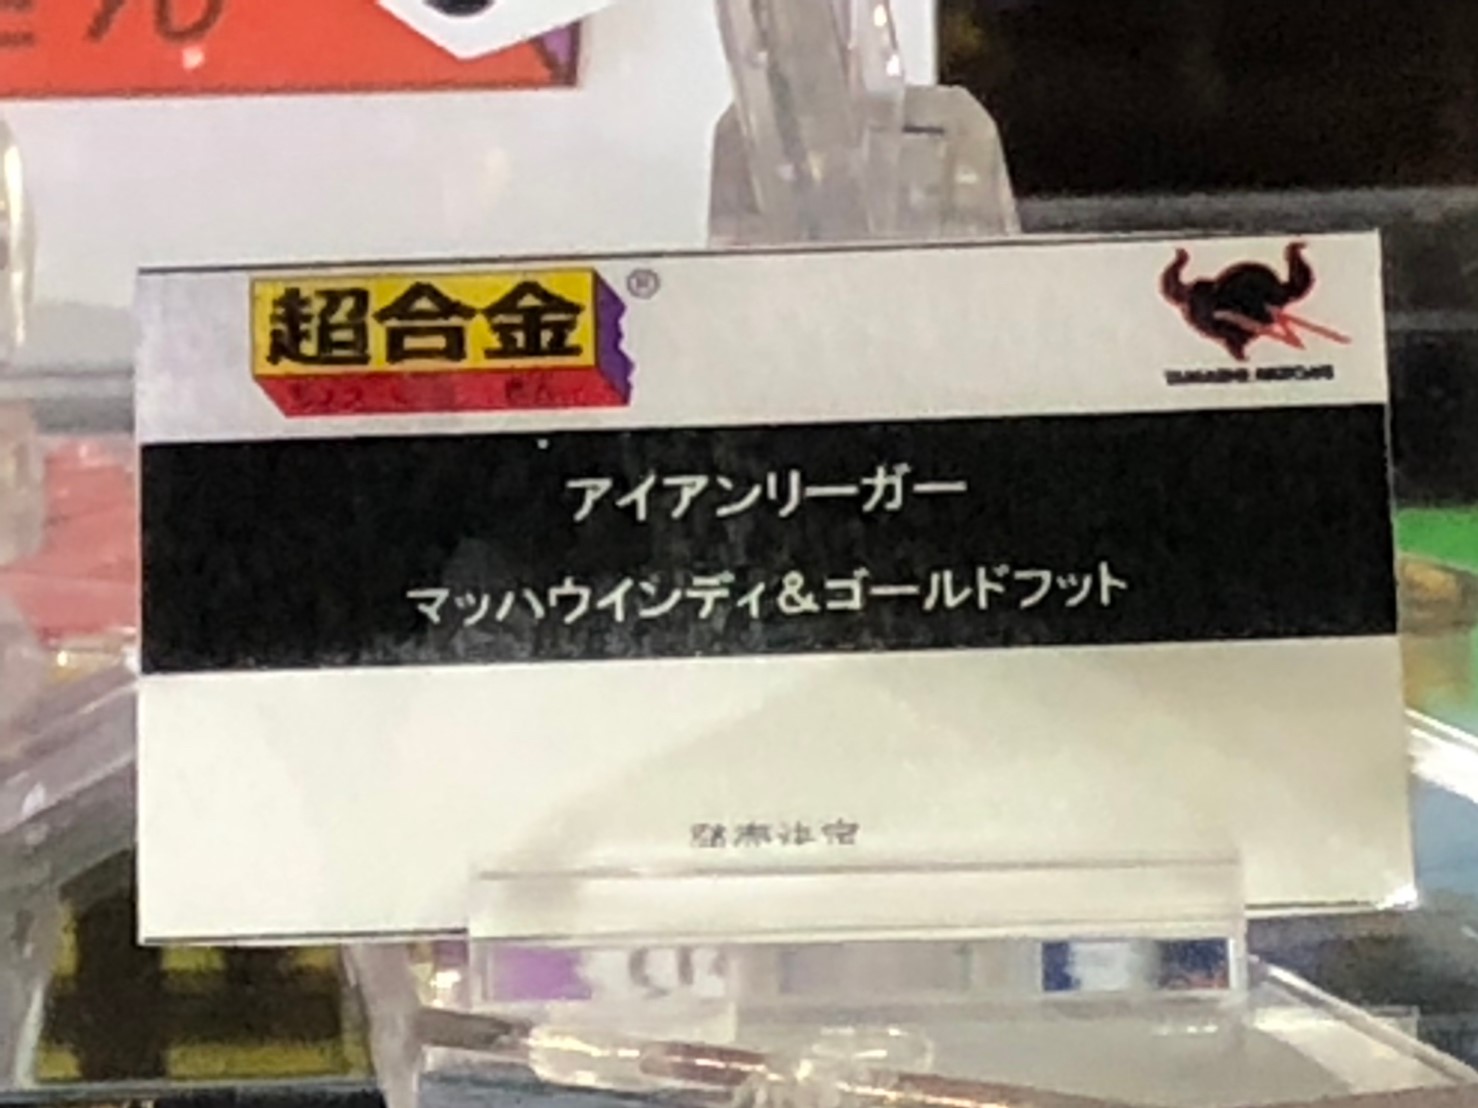 超合金
®
アイアンリーガー
マッハウインディ&ゴールドフット